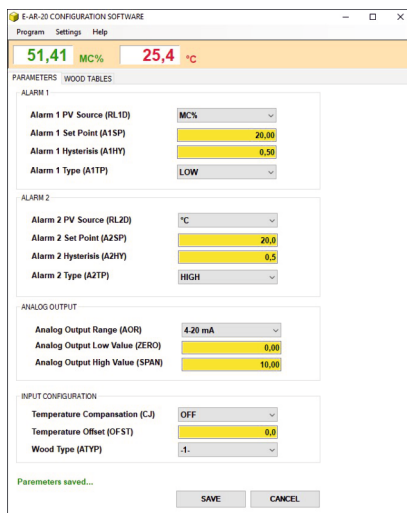 E-AR-20 CONFIGURATION SOFTWARE
Program Settings Help
51,41 MC% 25,4 °C
PARAMETERS WOOD TABLES
ALARM 1
Alarm 1 PV Source (RL1D) MC%
Alarm 1 Set Point (A1SP) 20,00
Alarm 1 Hysterisis (A1HY) 0,50
Alarm 1 Type (A1TP) LOW
ALARM 2
Alarm 2 PV Source (RL2D) °C
Alarm 2 Set Point (A2SP) 20,0
Alarm 2 Hysterisis (A2HY) 0,5
Alarm 2 Type (A2TP) HIGH
ANALOG OUTPUT
Analog Output Range (AOR) 4-20 mA
Analog Output Low Value (ZERO) 0,00
Analog Output High Value (SPAN) 10,00
INPUT CONFIGURATION
Temperature Compansation (CJ) OFF
Temperature Offset (OFST) 0,0
Wood Type (ATYP) -1-
Paremeters saved...
SAVE CANCEL